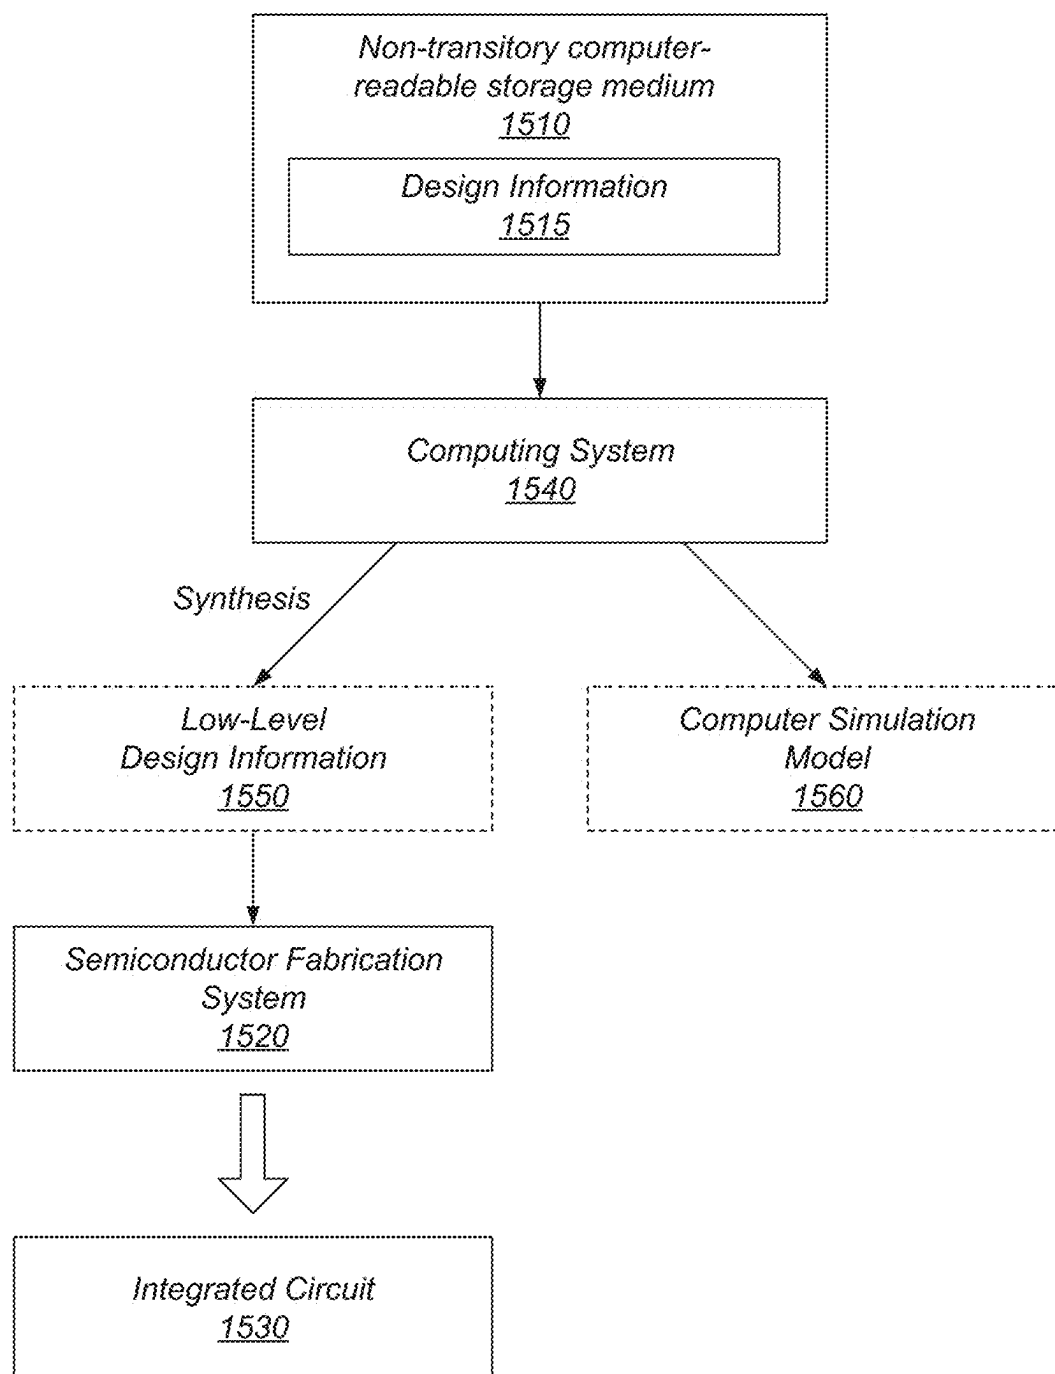 Non-transitory computer-
readable storage medium
1510
Design Information
1515
Computing System
1540
Synthesis
Low-Level
Design Information
1550
Computer Simulation
Model
1560
Semiconductor Fabrication
System
1520
Integrated Circuit
1530